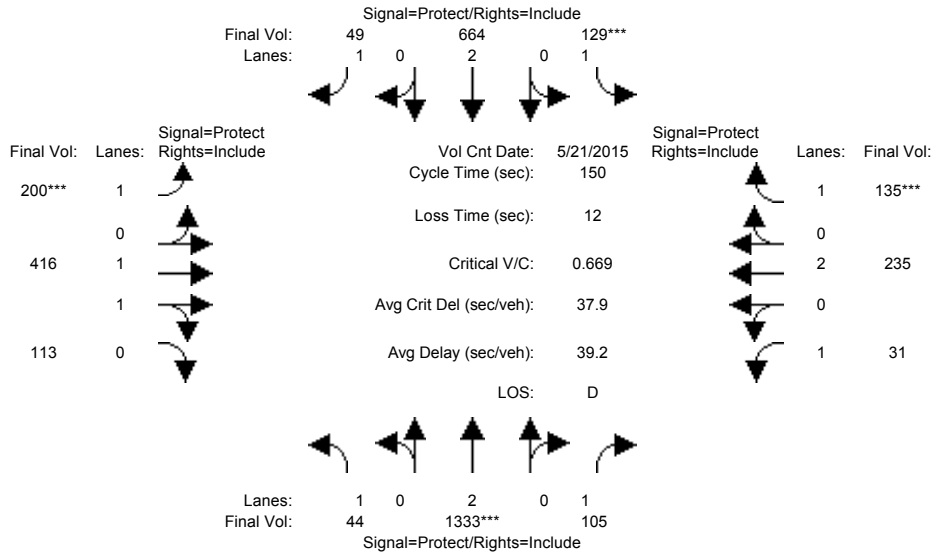 Signal=Protect/Rights=Include
Final Vol: 49 664 129***
Lanes: 1 0 2 0 1
Signal=Protect Signal=Protect
Final Vol: Lanes: Rights=Include Vol Cnt Date: 5/21/2015 Rights=Include Lanes: Final Vol:
Cycle Time (sec): 150
200*** 1 1 135***
Loss Time (sec): 12
0 0
416 1 Critical V/C: 0.669 2 235
1 Avg Crit Del (sec/veh): 37.9 0
113 0 Avg Delay (sec/veh): 39.2 1 31
LOS: D
Lanes: 1 0 2 0 1
Final Vol: 44 1333*** 105
Signal=Protect/Rights=Include